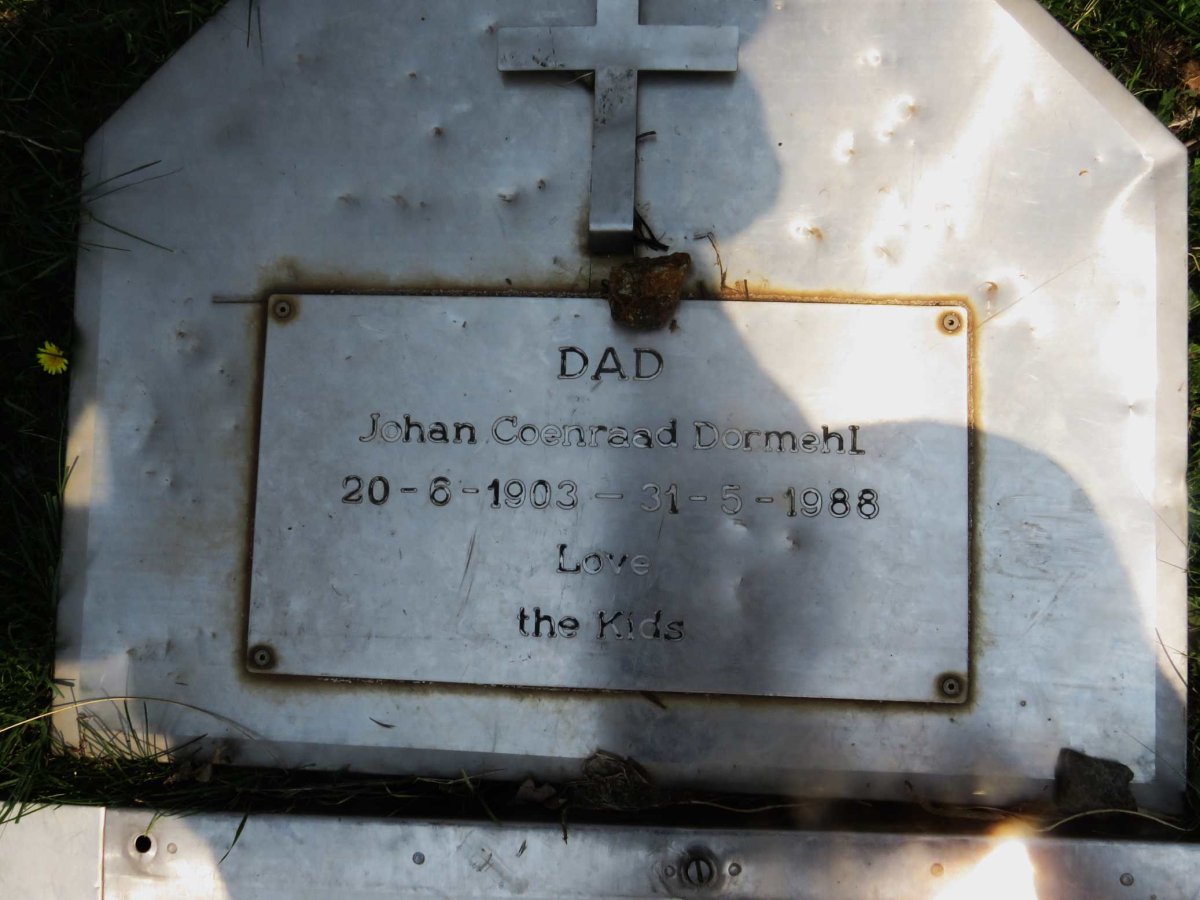 DAD
Johan Coenraad Dormehl
20-6-1903 – 31-5-1988
Love
the Kids